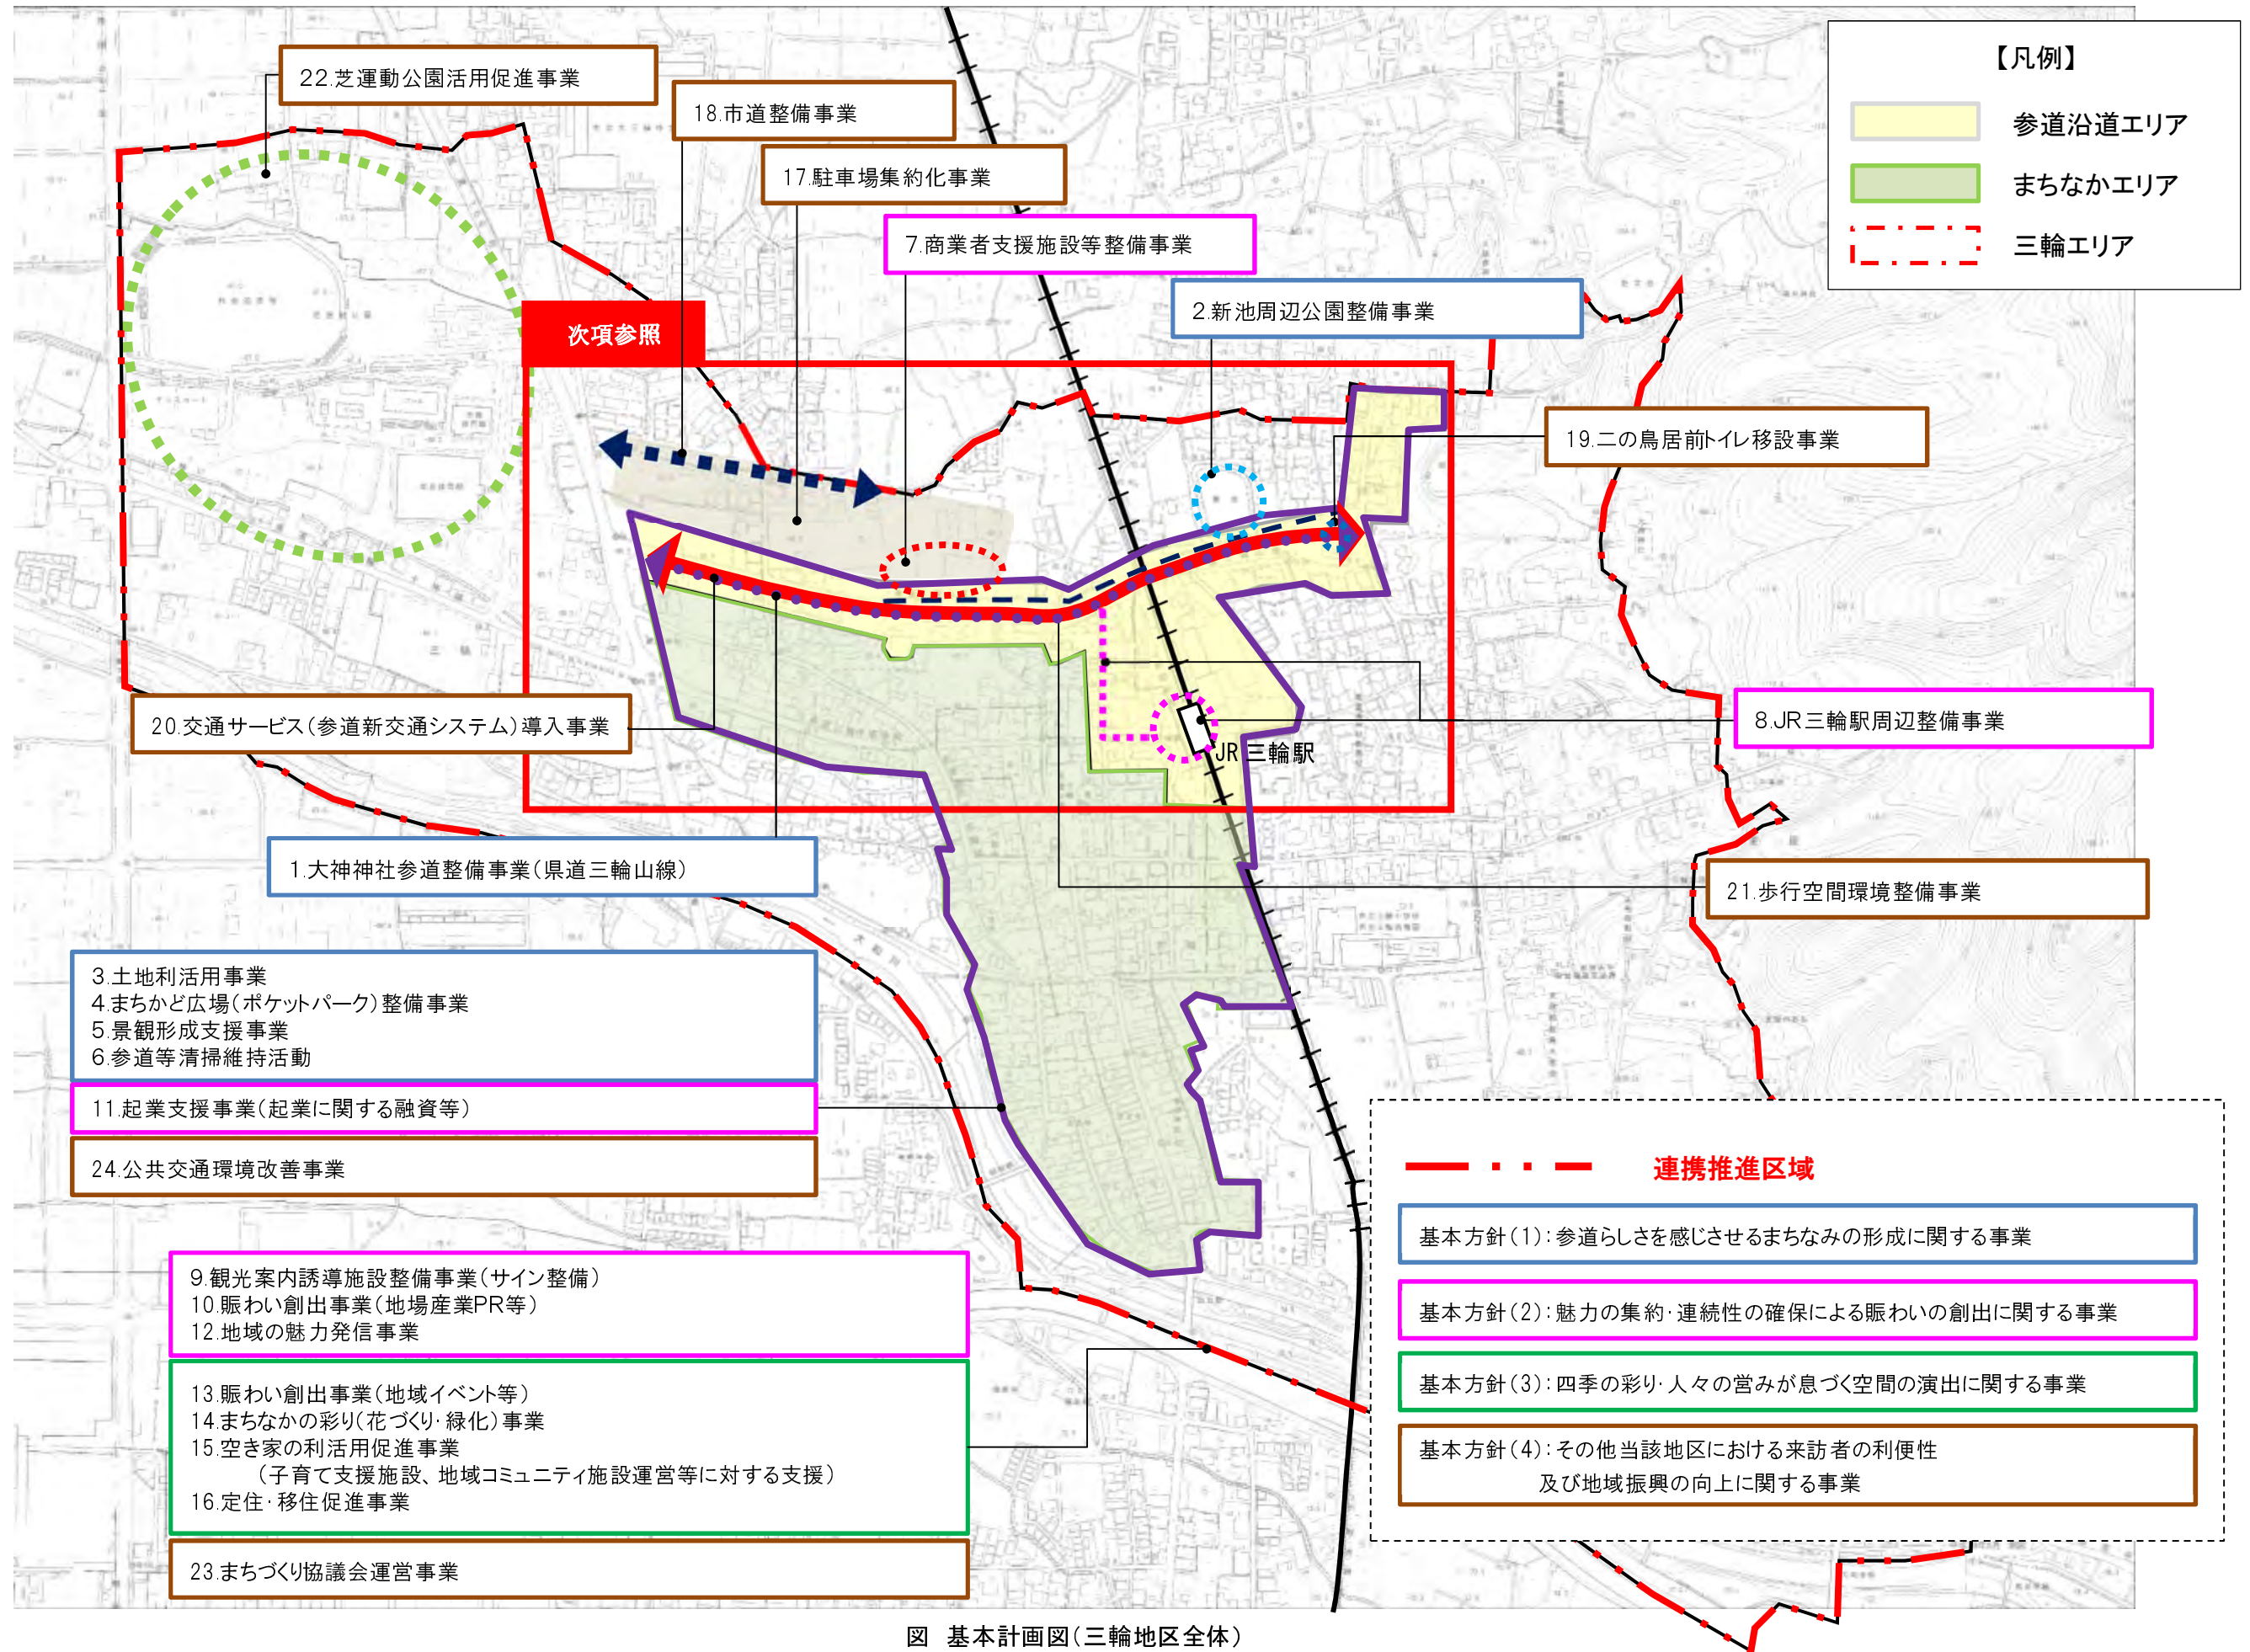 22.芝運動公園活用促進事業
18.市道整備事業
17.駐車場集約化事業
7.商業者支援施設等整備事業
2.新池周辺公園整備事業
【凡例】
参道沿道エリア
まちなかエリア
三輪エリア
次項参照
19.二の鳥居前トイレ移設事業
20.交通サービス(参道新交通システム)導入事業
8.JR三輪駅周辺整備事業
JR 三輪駅
1.大神神社参道整備事業(県道三輪山線)
21.歩行空間環境整備事業
3.土地利活用事業
4.まちかど広場(ポケットパーク)整備事業
5.景観形成支援事業
6.参道等清掃維持活動
11.起業支援事業(起業に関する融資等)
24.公共交通環境改善事業
連携推進区域
基本方針(1):参道らしさを感じさせるまちなみの形成に関する事業
基本方針(2):魅力の集約・連続性の確保による賑わいの創出に関する事業
基本方針(3):四季の彩り・人々の営みが息づく空間の演出に関する事業
基本方針(4):その他当該地区における来訪者の利便性
及び地域振興の向上に関する事業
9.観光案内誘導施設整備事業(サイン整備)
10.賑わい創出事業(地場産業PR等)
12.地域の魅力発信事業
13.賑わい創出事業(地域イベント等)
14.まちなかの彩り(花づくり・緑化)事業
15.空き家の利活用促進事業
(子育て支援施設、地域コミュニティ施設運営等に対する支援)
16.定住・移住促進事業
23.まちづくり協議会運営事業
図 基本計画図(三輪地区全体)